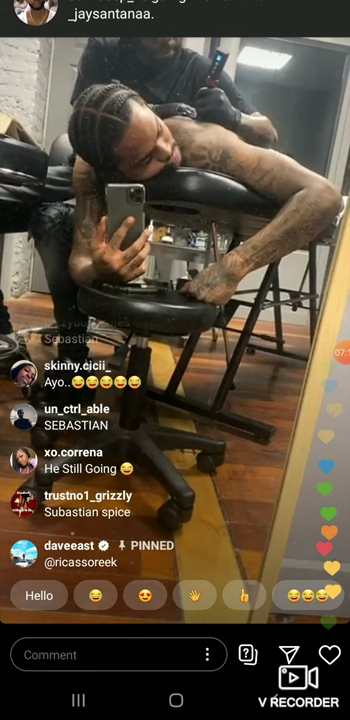 _jaysantanaa.
Sebastian
skinny.cicii_
Ayo..😂😂😂😂😂
un_ctrl_able
SEBASTIAN
xo.correna
He Still Going 😂
trustno1_grizzly
Subastian spice
daveeast PINNED
@ricassoreek
Hello 😂 😍 👋 👍 😂😂😂
Comment
V RECORDER